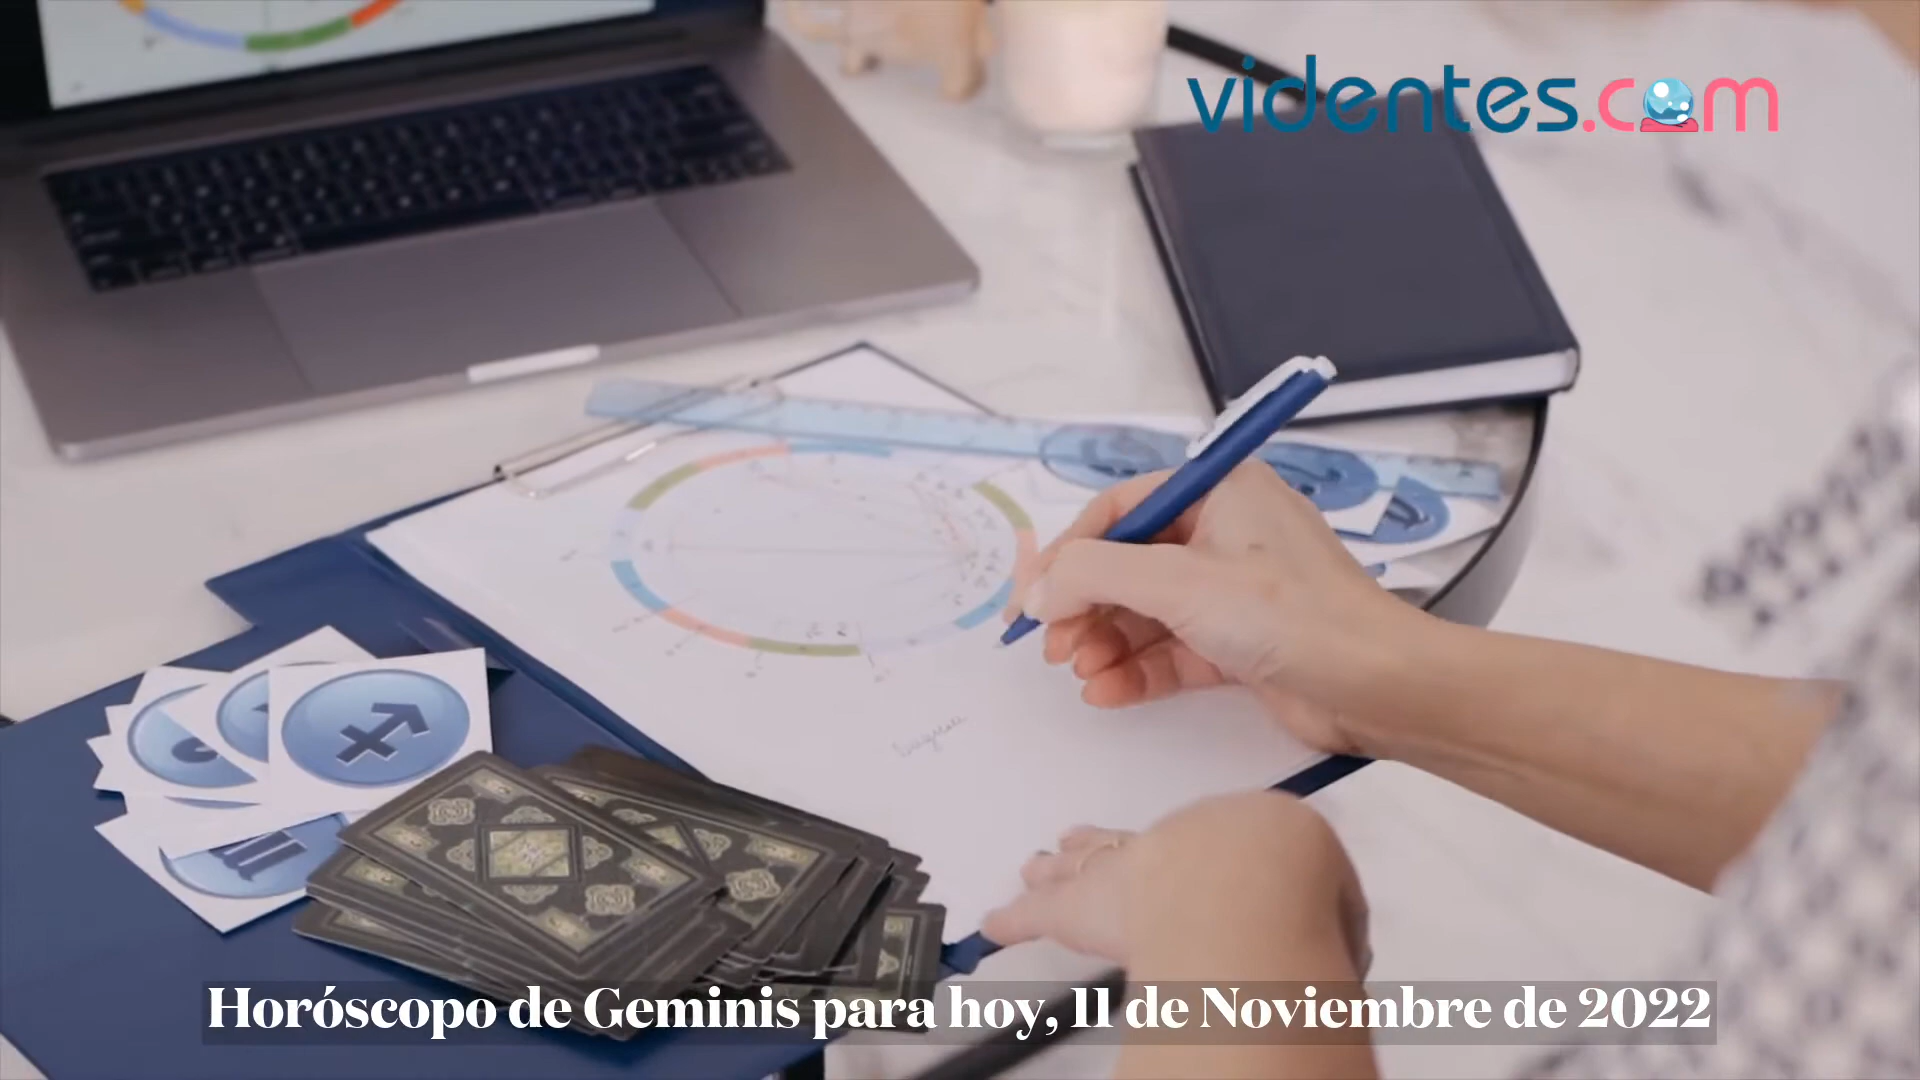 videntes.com
Horóscopo de Geminis para hoy, 11 de Noviembre de 2022